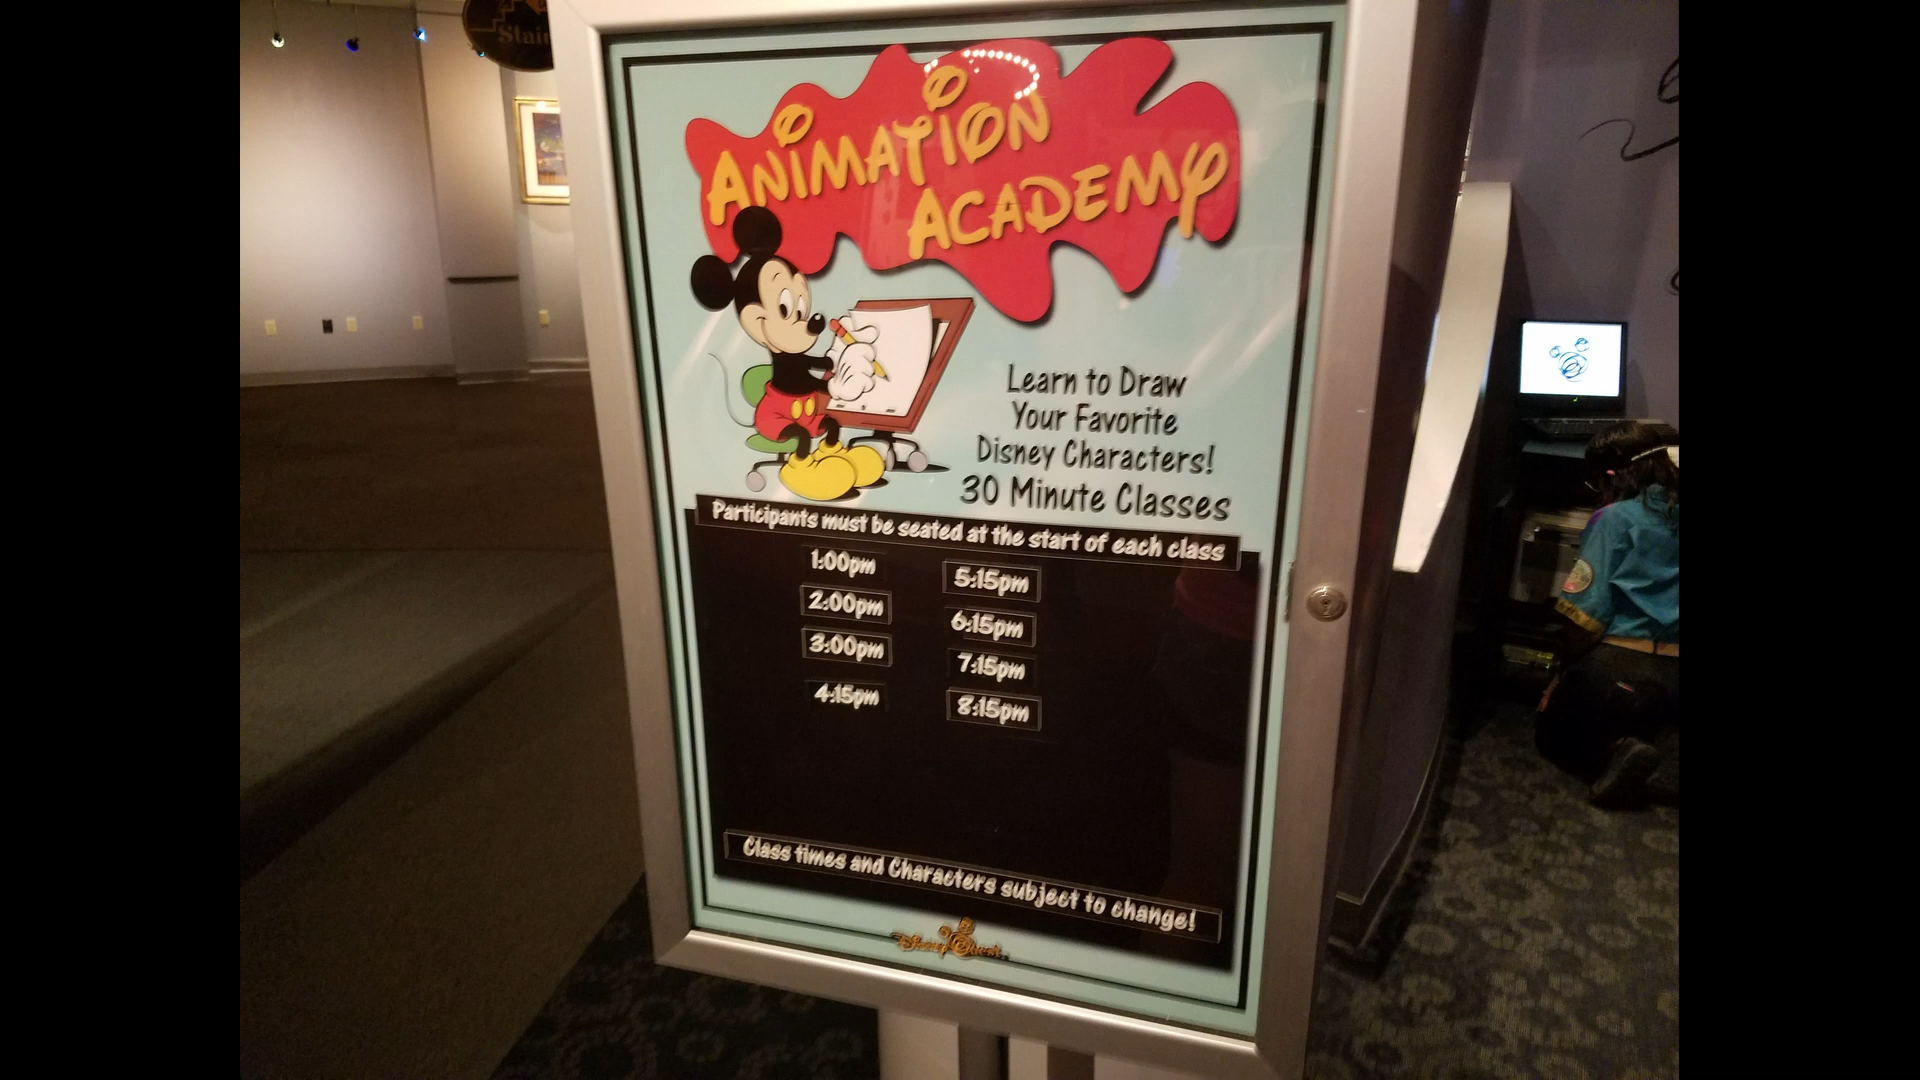 Stai
ANIMATION
ACADEMY
Learn to Draw
Your Favorite
Disney Characters!
30 Minute Classes
Participants must be seated at the start of each class
1:00pm
2:00pm
3:00pm
4:15pm
5:15pm
6:15pm
7:15pm
8:15pm
Class times and Characters subject to change!
DisneyQuest